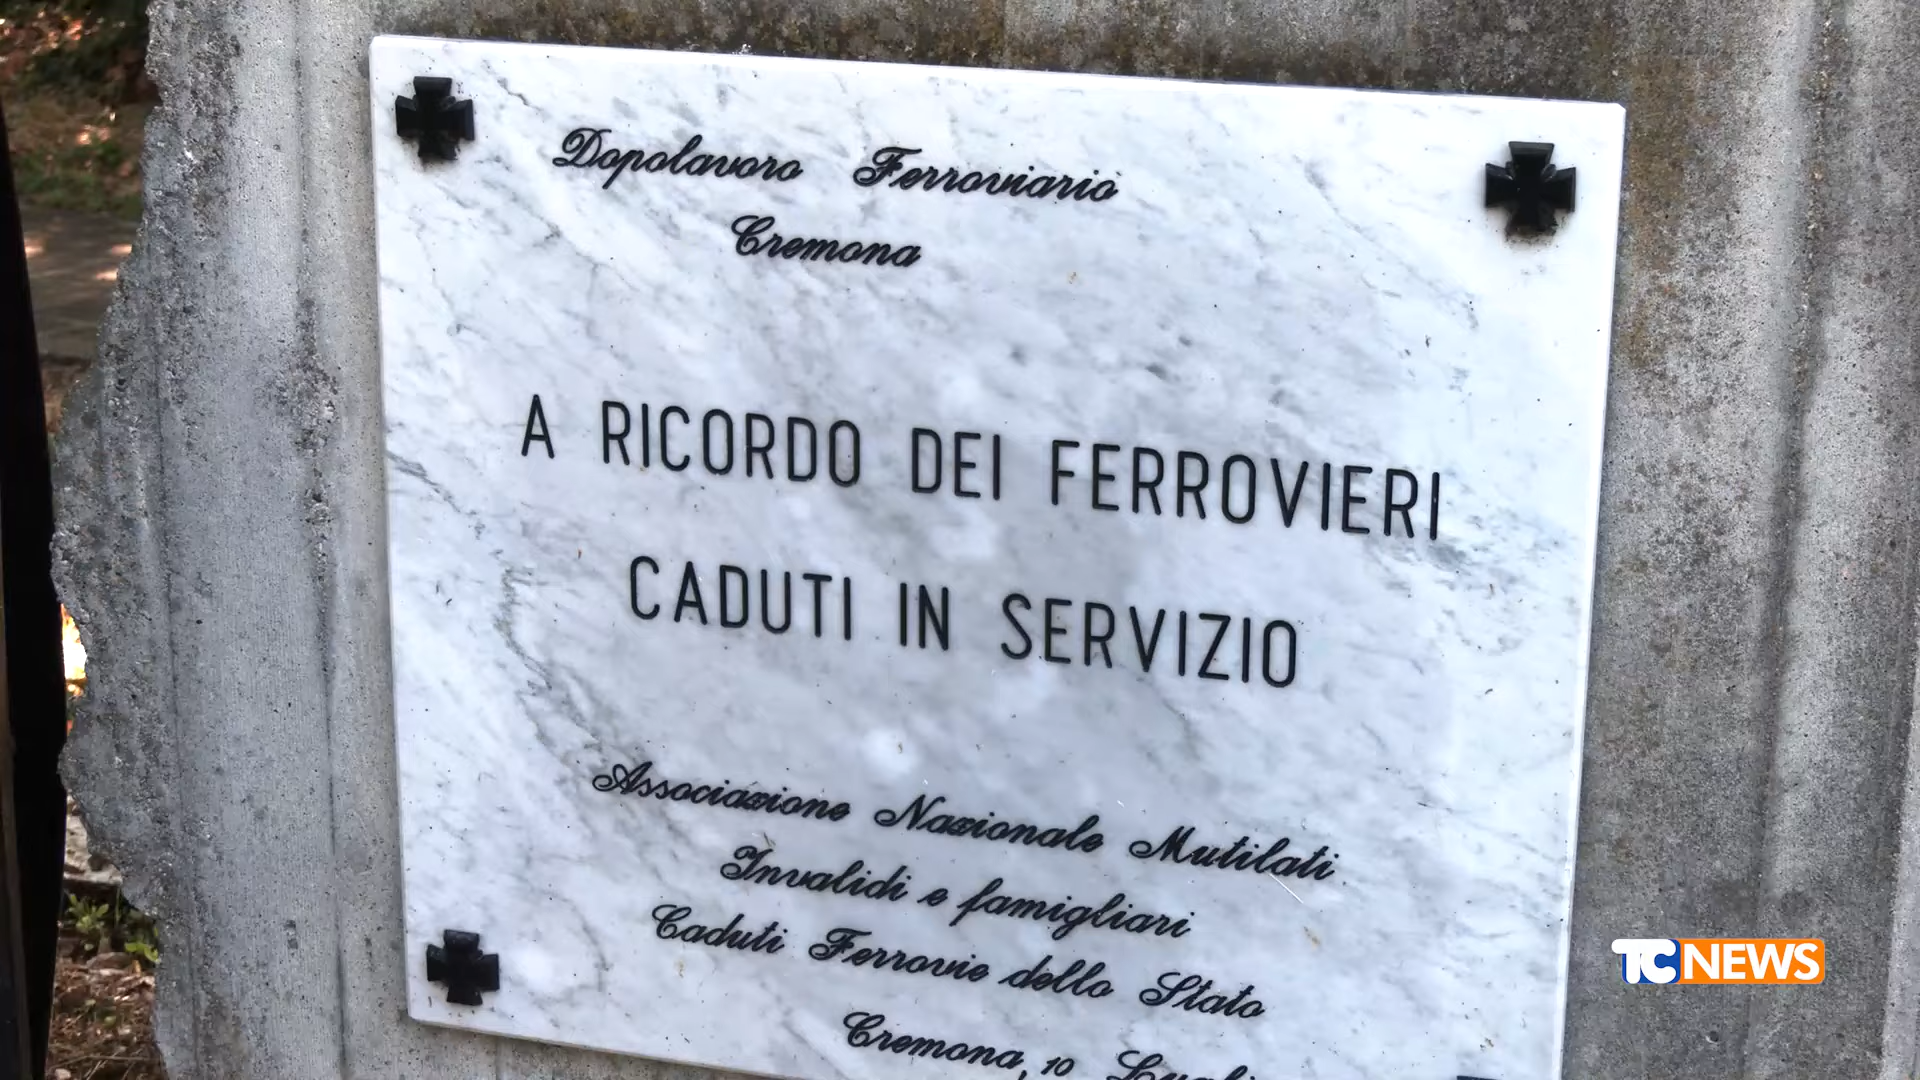 Dopolavoro Ferroviario
Cremona
A RICORDO DEI FERROVIERI
CADUTI IN SERVIZIO
Associazione Nazionale Mutilati
Invalidi e famigliari
Caduti Ferrovie dello Stato
Cremona, 10
TC NEWS